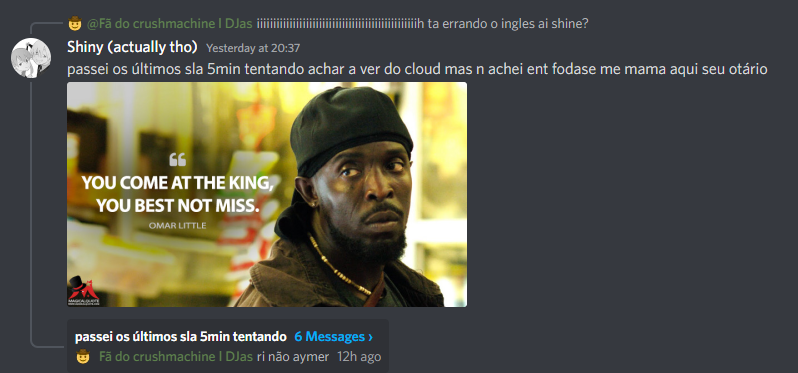 @Fã do crushmachine l DJas iiiiiiiiiiiiiiiiiiiiiiiiiiiiiiiiiiiiiiiiiiiiiiiiih ta errando o ingles ai shine?
Shiny (actually tho) Yesterday at 20:37
passei os últimos sla 5min tentando achar a ver do cloud mas n achei ent fodase me mama aqui seu otário
“
YOU COME AT THE KING,
YOU BEST NOT MISS.
OMAR LITTLE
passei os últimos sla 5min tentando 6 Messages ›
Fã do crushmachine l DJas ri não aymer 12h ago